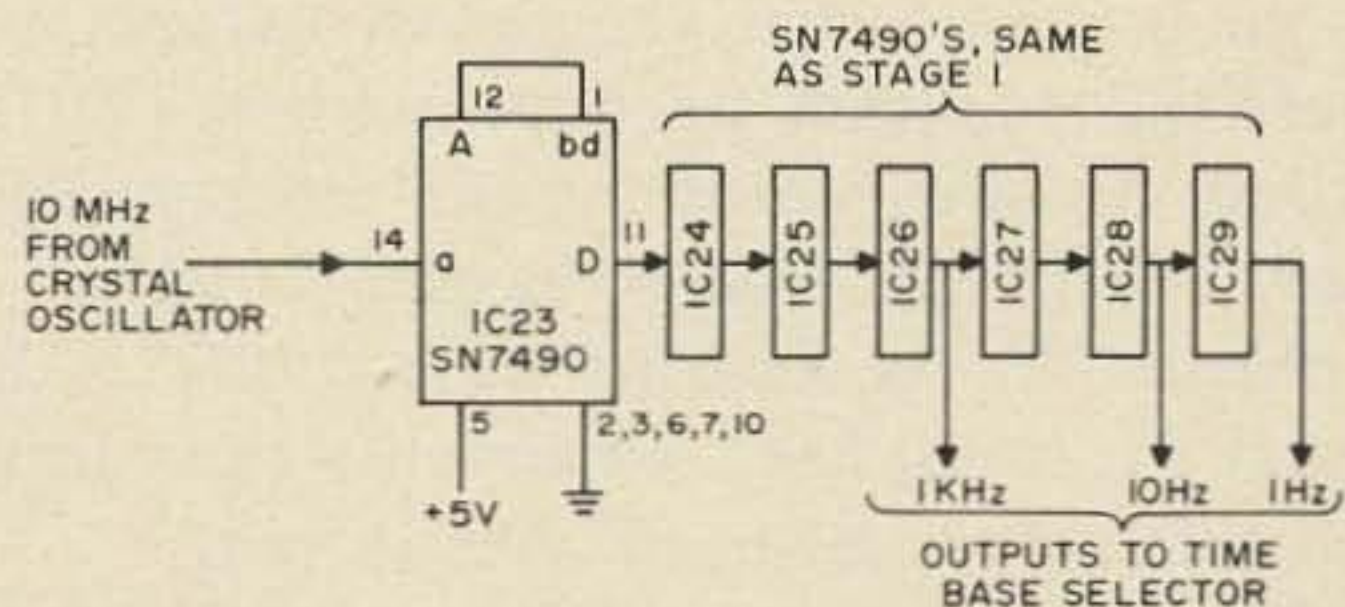 SN7490'S, SAME
AS STAGE 1
12
1
A
bd
10 MHz
FROM
CRYSTAL
OSCILLATOR
14
a
D
11
IC23
SN7490
5
2,3,6,7,10
+5V
IC24
IC25
IC26
IC27
IC28
IC29
1KHz
10Hz
1Hz
OUTPUTS TO TIME
BASE SELECTOR